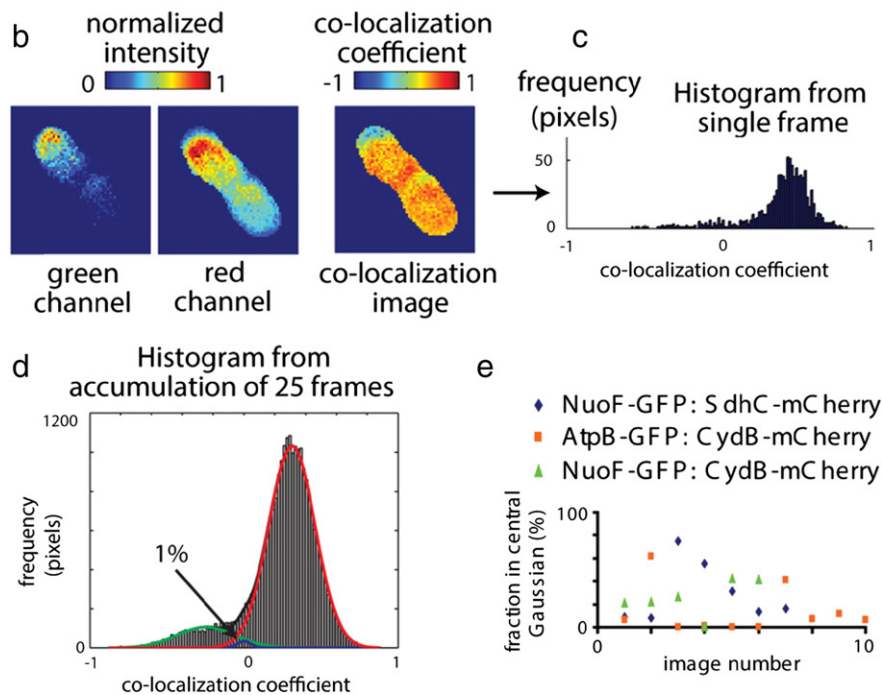 b
normalized
intensity
0 1
co-localization
coefficient
-1 1
green
channel
red
channel
co-localization
image
c
frequency
(pixels)
Histogram from
single frame
50
0
-1 0 1
co-localization coefficient
d
Histogram from
accumulation of 25 frames
1200
frequency
(pixels)
1%
0
-1 0 1
co-localization coefficient
e
NuoF-GFP: SdhC-mCherry
AtpB-GFP: CydB-mCherry
NuoF-GFP: CydB-mCherry
fraction in central
Gaussian (%)
100
0
0 10
image number